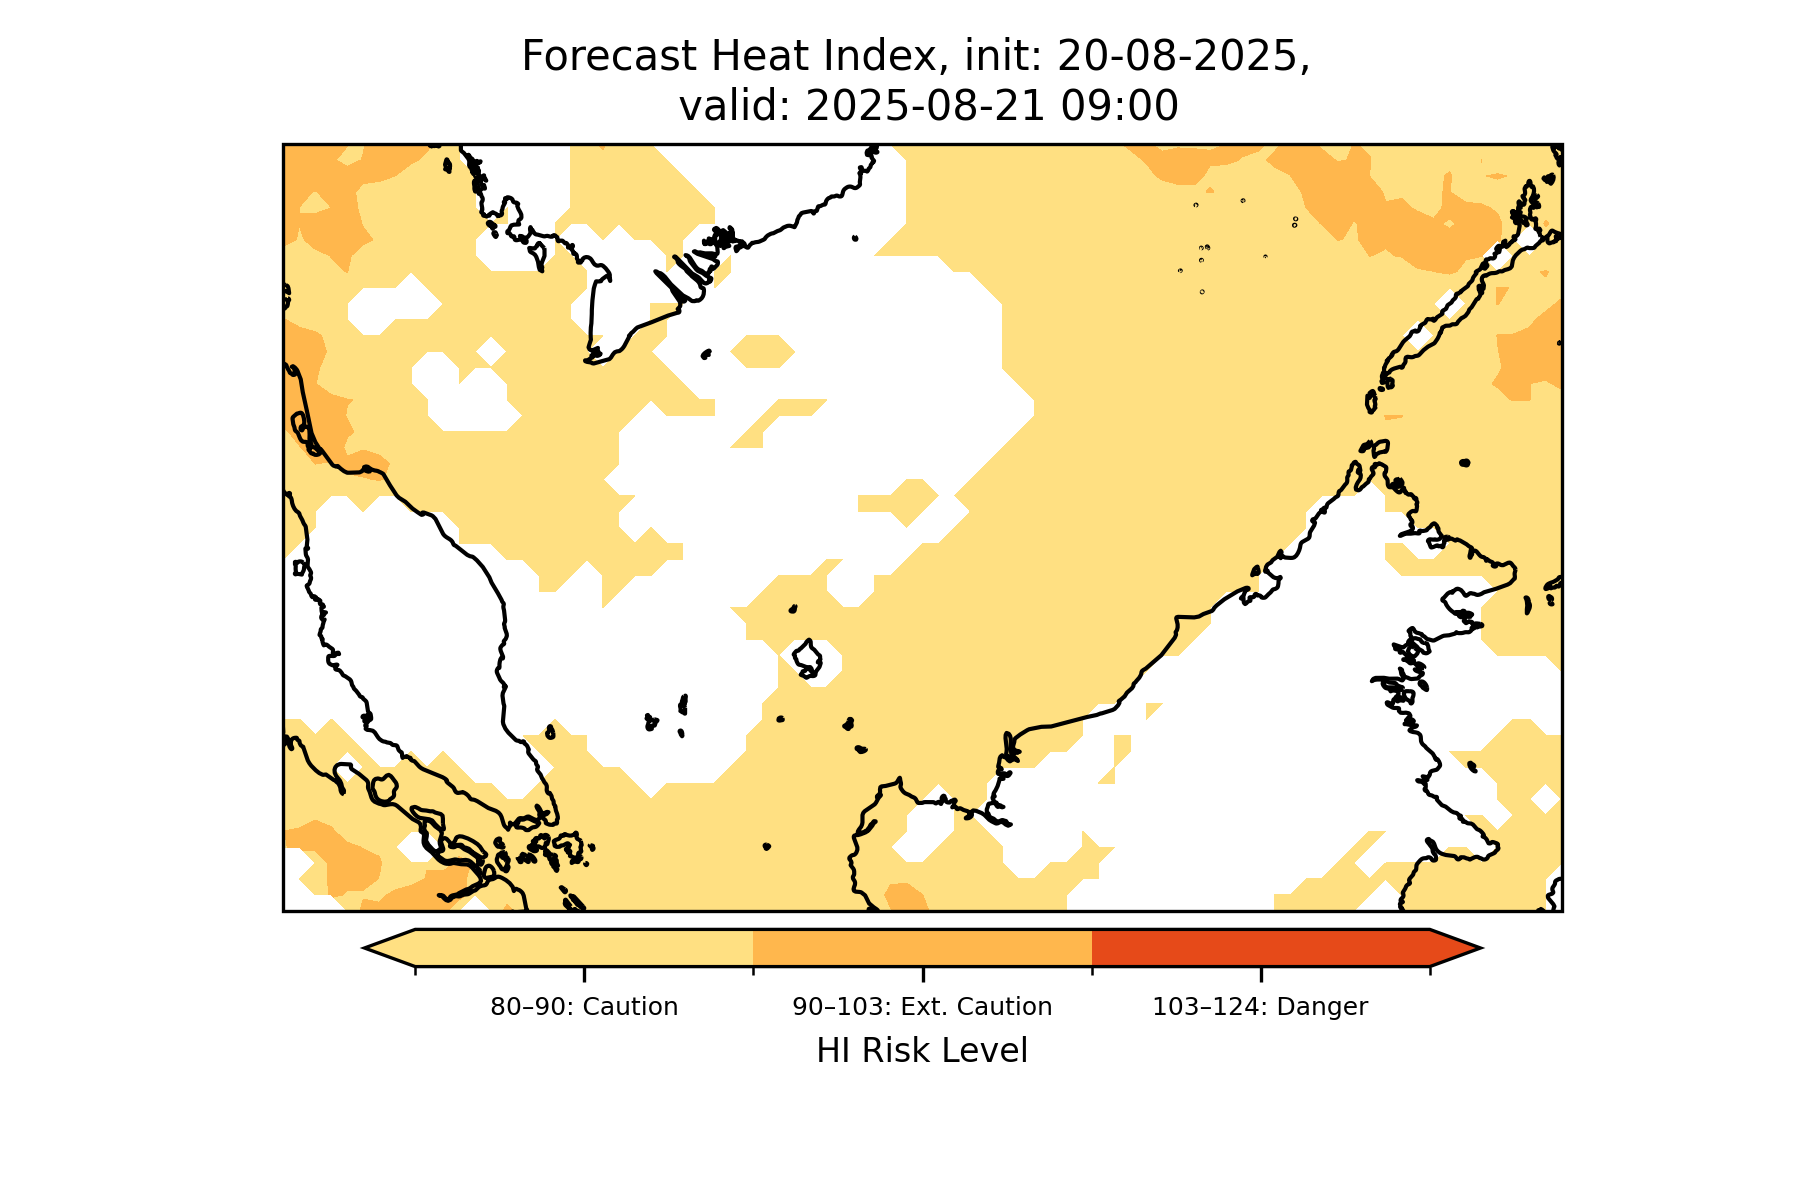 Forecast Heat Index, init: 20-08-2025,
valid: 2025-08-21 09:00
80–90: Caution
90–103: Ext. Caution
103–124: Danger
HI Risk Level